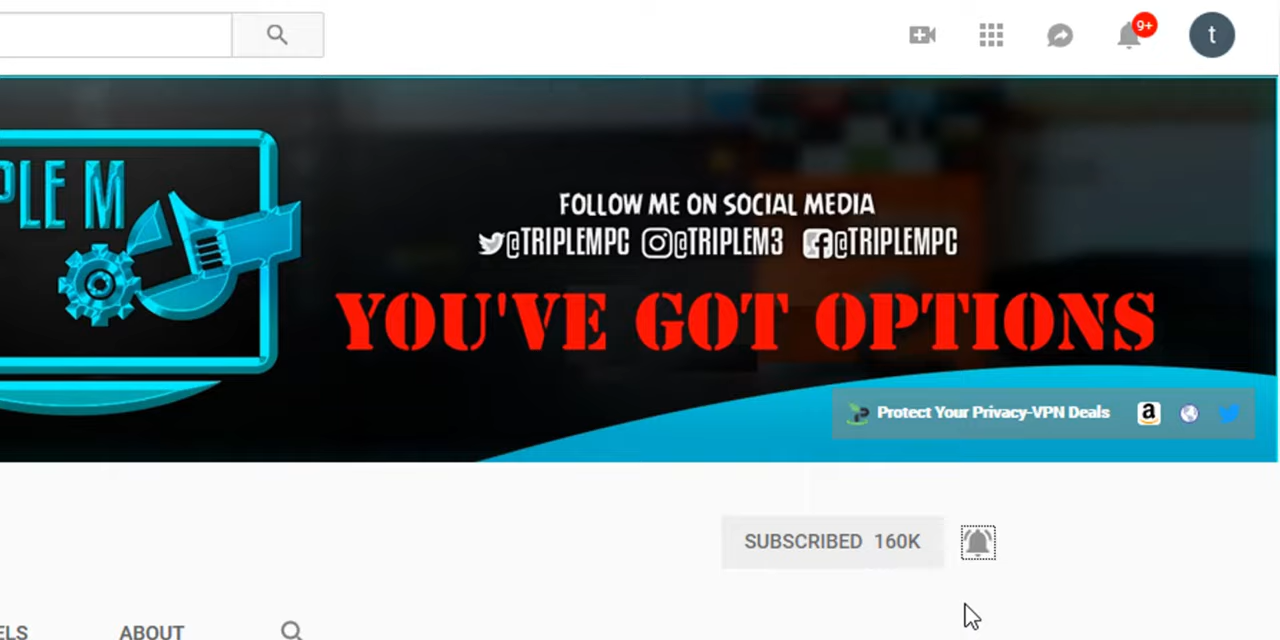 9+
t
PLE M
FOLLOW ME ON SOCIAL MEDIA
@TRIPLEMPC @TRIPLEM3 @TRIPLEMPC
YOU'VE GOT OPTIONS
Protect Your Privacy-VPN Deals
SUBSCRIBED 160K
ELS ABOUT